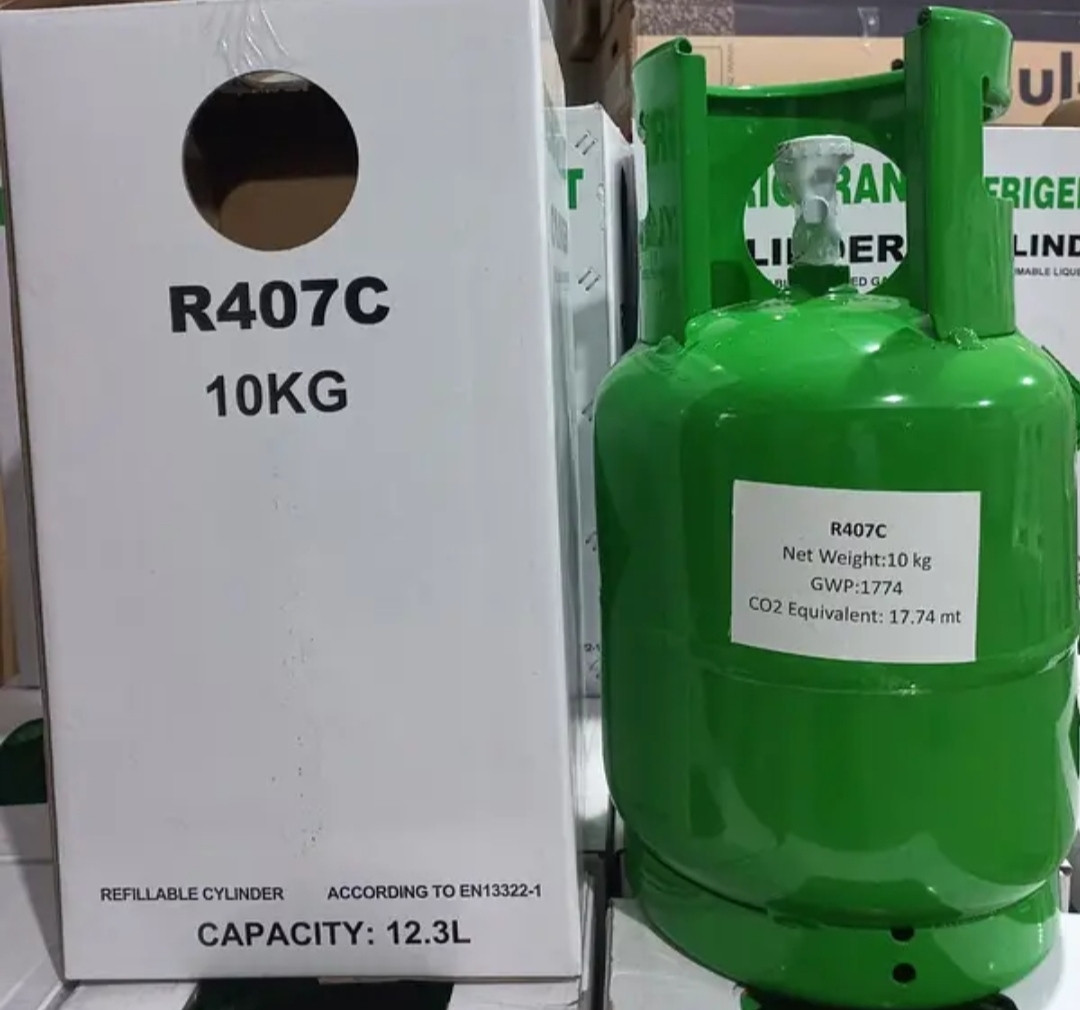 R407C
10KG
REFILLABLE CYLINDER ACCORDING TO EN13322-1
CAPACITY: 12.3L
R407C
Net Weight:10 kg
GWP:1774
CO2 Equivalent: 17.74 mt